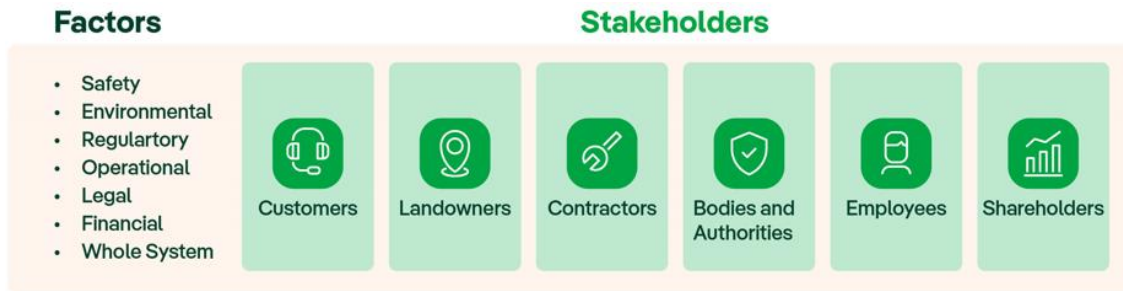 Factors
Stakeholders
• Safety
• Environmental
• Regulartory
• Operational
• Legal
• Financial
• Whole System
Customers
Landowners
Contractors
Bodies and
Authorities
Employees
Shareholders